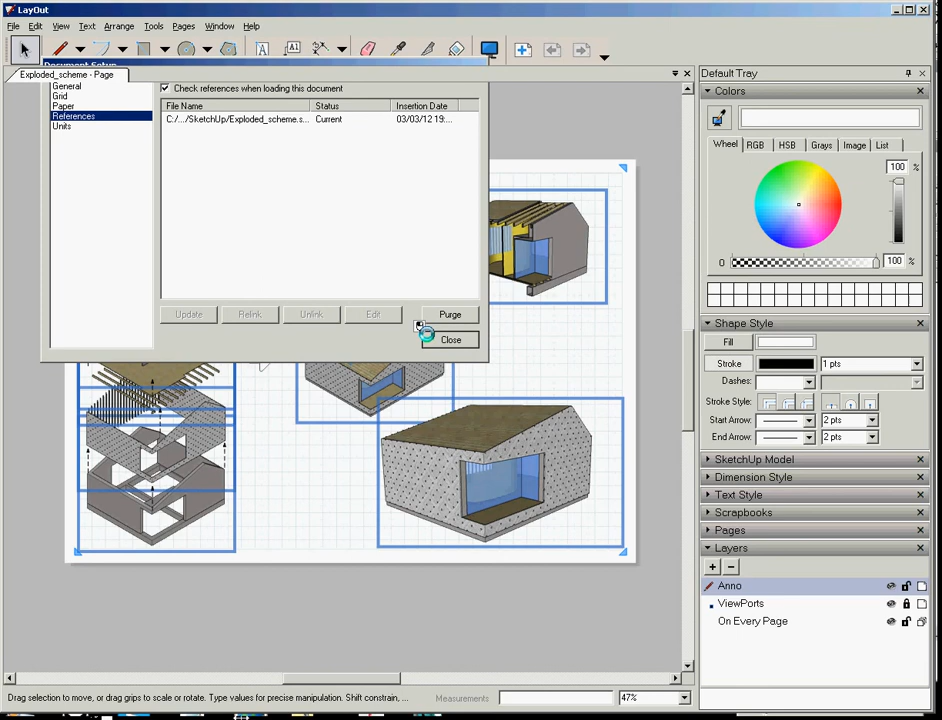 LayOut
File Edit View Text Arrange Tools Pages Window Help
Document Setup
Exploded_scheme - Page
General
Grid
Paper
References
Units
Check references when loading this document
File Name Status Insertion Date
C:/.../SketchUp/Exploded_scheme.s... Current 03/03/12 19:...
Update Relink Unlink Edit Purge
Close
Default Tray
Colors
Wheel RGB HSB Grays Image List
100 %
0 100 %
Shape Style
Fill
Stroke 1 pts
Dashes:
Stroke Style:
Start Arrow 2 pts
End Arrow 2 pts
SketchUp Model
Dimension Style
Text Style
Scrapbooks
Pages
Layers
Anno
ViewPorts
On Every Page
Drag selection to move, or drag grips to scale or rotate. Type values for precise manipulation. Shift constrain, ... Measurements 47%